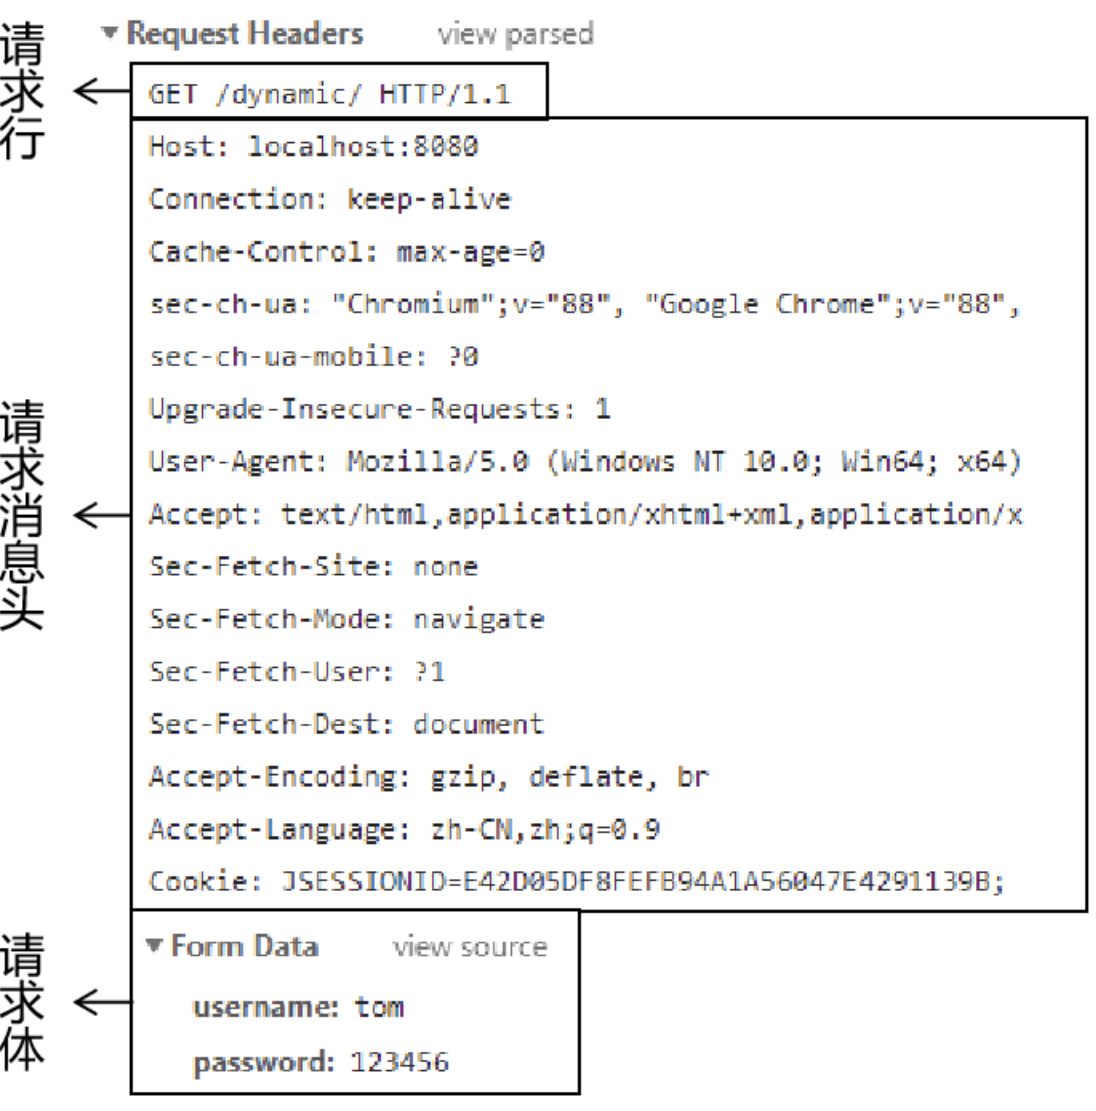 Request Headers view parsed
请求行
GET /dynamic/ HTTP/1.1
Host: localhost:8080
Connection: keep-alive
Cache-Control: max-age=0
sec-ch-ua: "Chromium";v="88", "Google Chrome";v="88",
sec-ch-ua-mobile: ?0
Upgrade-Insecure-Requests: 1
User-Agent: Mozilla/5.0 (Windows NT 10.0; Win64; x64)
请求消息头
Accept: text/html,application/xhtml+xml,application/x
Sec-Fetch-Site: none
Sec-Fetch-Mode: navigate
Sec-Fetch-User: ?1
Sec-Fetch-Dest: document
Accept-Encoding: gzip, deflate, br
Accept-Language: zh-CN,zh;q=0.9
Cookie: JSESSIONID=E42D05DF8FEFB94A1A56047E4291139B;
请求体
Form Data view source
username: tom
password: 123456